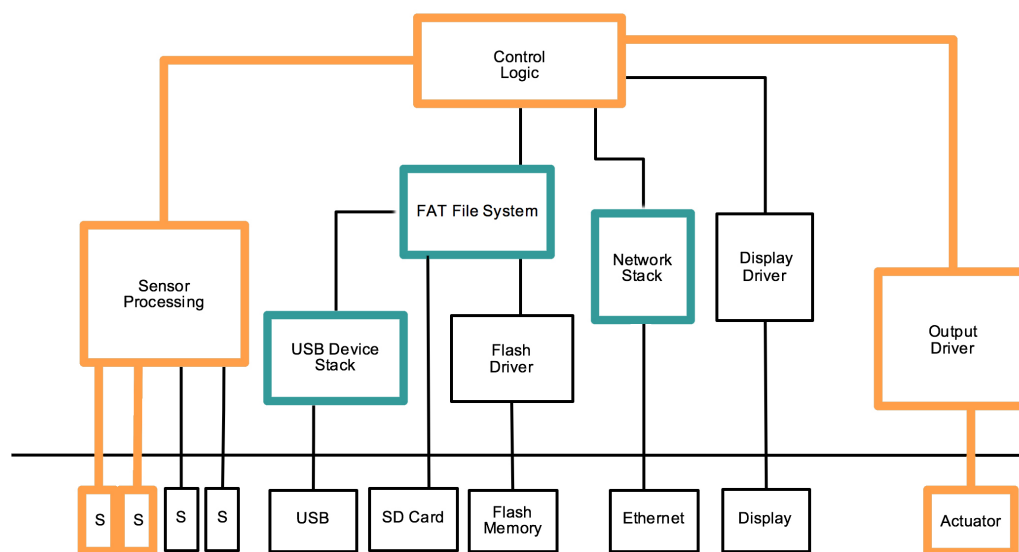 Control
Logic
FAT File System
Network
Stack
Display
Driver
Sensor
Processing
Output
Driver
USB Device
Stack
Flash
Driver
S
S
S
S
USB
SD Card
Flash
Memory
Ethernet
Display
Actuator